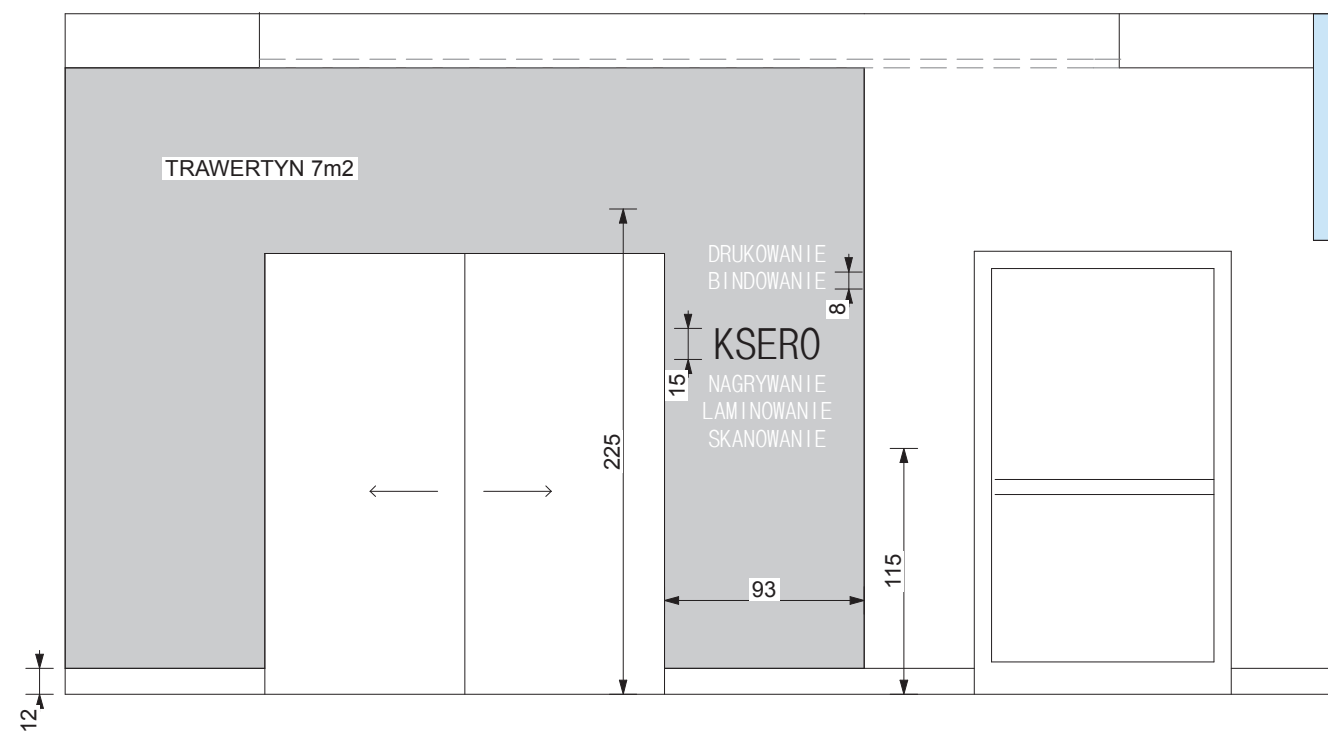 TRAWERTYN 7m2
DRUKOWANIE
BINDOWANIE
8
KSERO
15
NAGRYWANIE
LAMINOWANIE
SKANOWANIE
225
115
93
12